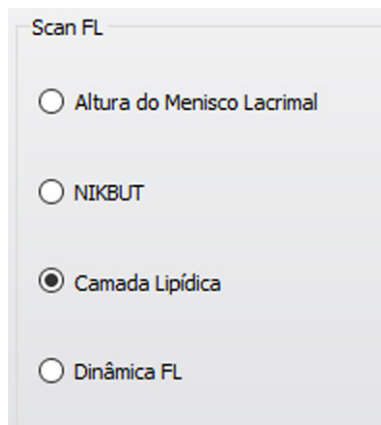 Scan FL
Altura do Menisco Lacrimal
NIKBUT
Camada Lipídica
Dinâmica FL